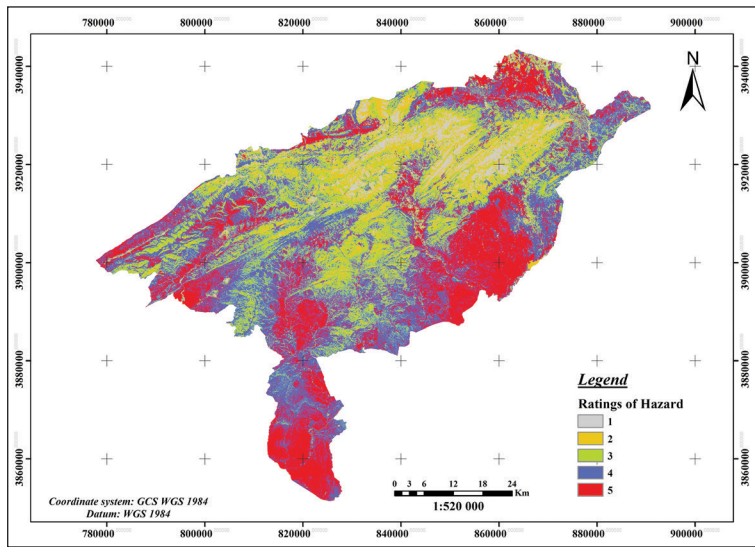 780000 800000 820000 840000 860000 880000 900000
3940000 3940000
3920000 3920000
3900000 3900000
3880000 3880000
3860000 3860000
N
Legend
Ratings of Hazard
1
2
3
4
5
0 3 6 12 18 24
Km
1:520 000
Coordinate system: GCS WGS 1984
Datum: WGS 1984
780000 800000 820000 840000 860000 880000 900000